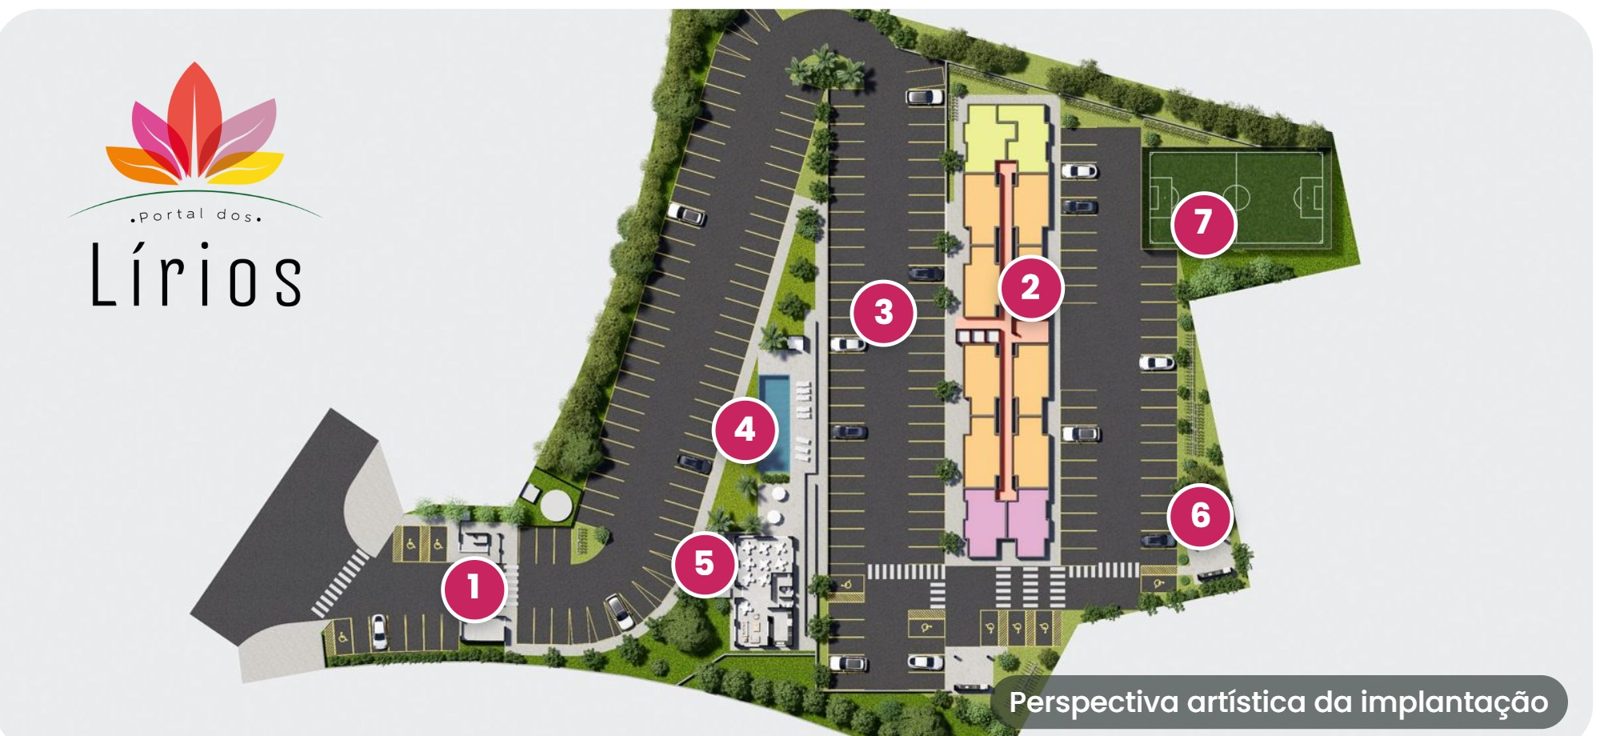 •Portal dos•
Lírios
7
2
3
4
1
5
6
Perspectiva artística da implantação